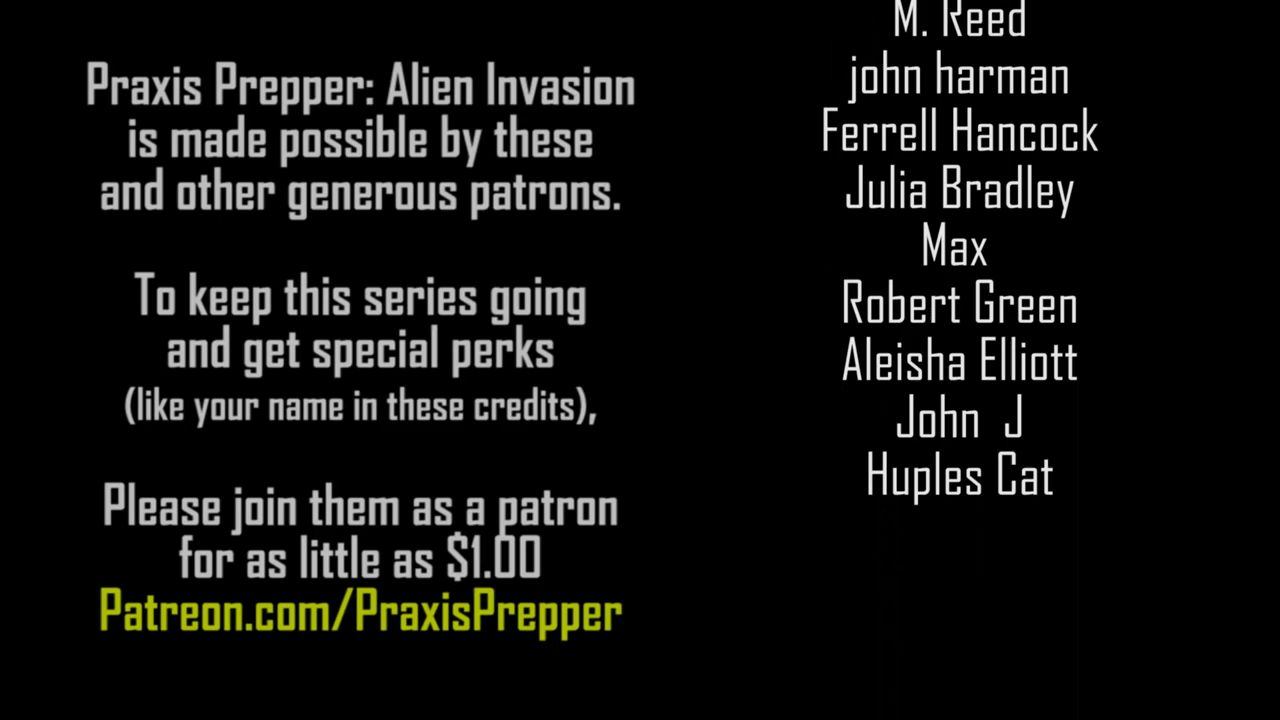 Praxis Prepper: Alien Invasion
is made possible by these
and other generous patrons.
To keep this series going
and get special perks
(like your name in these credits),
Please join them as a patron
for as little as $1.00
Patreon.com/PraxisPrepper
M. Reed
john harman
Ferrell Hancock
Julia Bradley
Max
Robert Green
Aleisha Elliott
John  J
Huples Cat